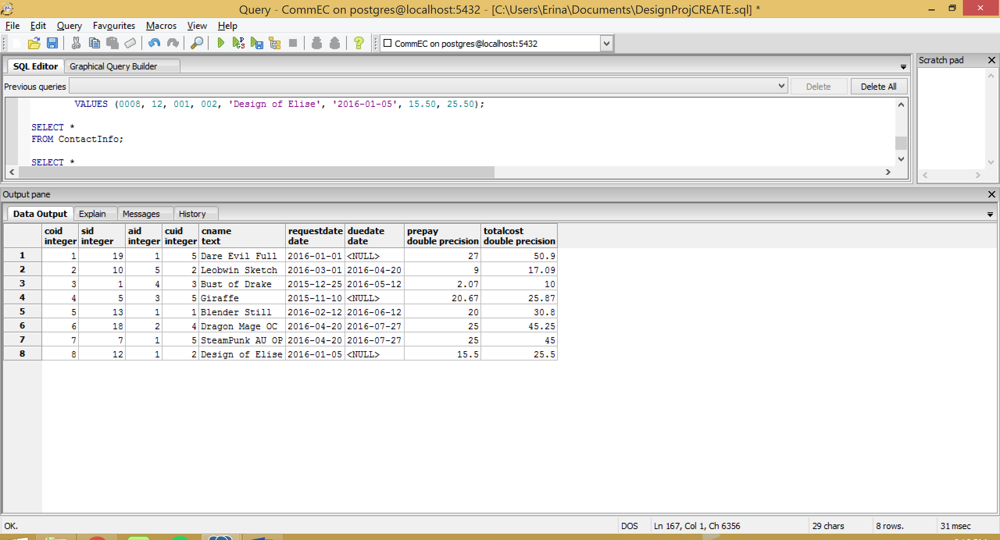 Query - CommEC on postgres@localhost:5432 - [C:\Users\Erina\Documents\DesignProjCREATE.sql] *
File Edit Query Favourites Macros View Help
CommEC on postgres@localhost:5432
SQL Editor Graphical Query Builder
Scratch pad
Previous queries Delete Delete All
VALUES (0008, 12, 001, 002, 'Design of Elise', '2016-01-05', 15.50, 25.50);
SELECT *
FROM ContactInfo;
SELECT *
Output pane
Data Output Explain Messages History
coid sid aid cuid cname requestdate duedate prepay totalcost
integer integer integer integer text date date double precision double precision
1 1 19 1 5 Dare Evil Full 2016-01-01 <NULL> 27 50.9
2 2 10 5 2 Leobwin Sketch 2016-03-01 2016-04-20 9 17.09
3 3 1 4 3 Bust of Drake 2015-12-25 2016-05-12 2.07 10
4 4 5 3 5 Giraffe 2015-11-10 <NULL> 20.67 25.87
5 5 13 1 1 Blender Still 2016-02-12 2016-06-12 20 30.8
6 6 18 2 4 Dragon Mage OC 2016-04-20 2016-07-27 25 45.25
7 7 7 1 5 SteamPunk AU OP 2016-04-20 2016-07-27 25 45
8 8 12 1 2 Design of Elise 2016-01-05 <NULL> 15.5 25.5
OK. DOS Ln 167, Col 1, Ch 6356 29 chars 8 rows. 31 msec